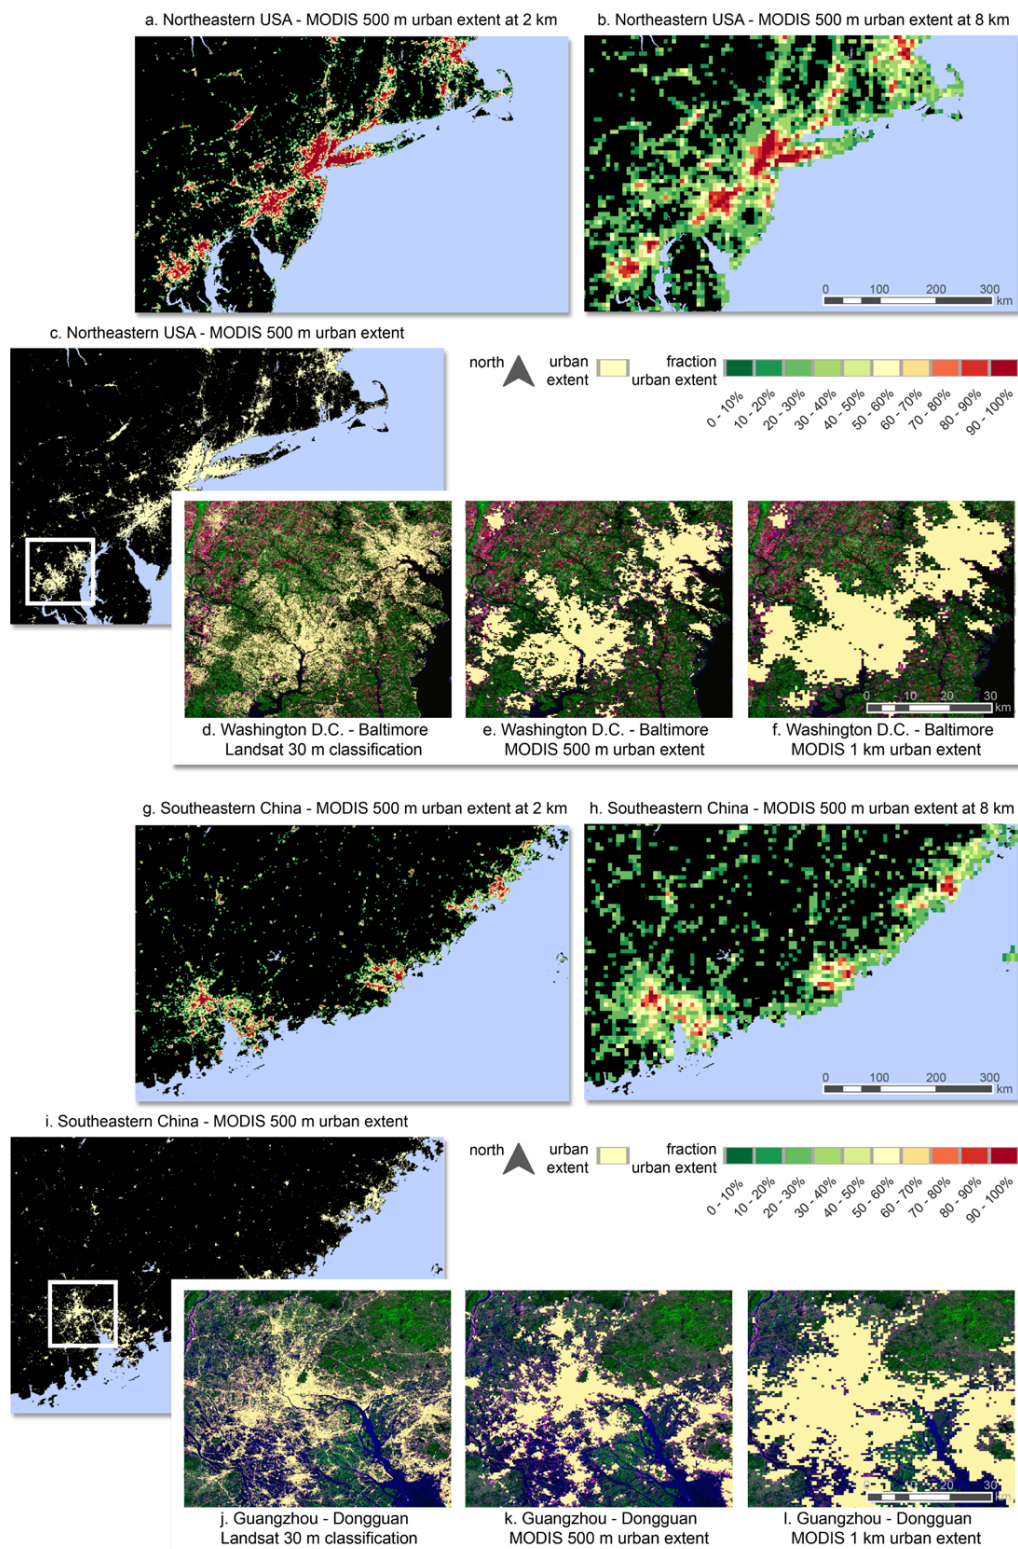 a. Northeastern USA - MODIS 500 m urban extent at 2 km
b. Northeastern USA - MODIS 500 m urban extent at 8 km
0 100 200 300
km
c. Northeastern USA - MODIS 500 m urban extent
north
urban
extent
fraction
urban extent
0 - 10%
10 - 20%
20 - 30%
30 - 40%
40 - 50%
50 - 60%
60 - 70%
70 - 80%
80 - 90%
90 - 100%
0 10 20 30
km
d. Washington D.C. - Baltimore
Landsat 30 m classification
e. Washington D.C. - Baltimore
MODIS 500 m urban extent
f. Washington D.C. - Baltimore
MODIS 1 km urban extent
g. Southeastern China - MODIS 500 m urban extent at 2 km
h. Southeastern China - MODIS 500 m urban extent at 8 km
0 100 200 300
km
i. Southeastern China - MODIS 500 m urban extent
north
urban
extent
fraction
urban extent
0 - 10%
10 - 20%
20 - 30%
30 - 40%
40 - 50%
50 - 60%
60 - 70%
70 - 80%
80 - 90%
90 - 100%
0 10 20 30
km
j. Guangzhou - Dongguan
Landsat 30 m classification
k. Guangzhou - Dongguan
MODIS 500 m urban extent
l. Guangzhou - Dongguan
MODIS 1 km urban extent